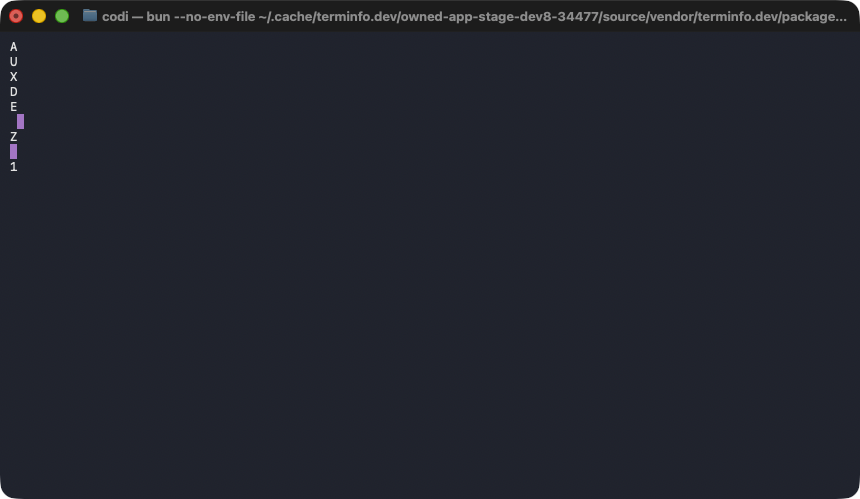 codi — bun --no-env-file ~/.cache/terminfo.dev/owned-app-stage-dev8-34477/source/vendor/terminfo.dev/package...
A
U
X
D
E
Z
1